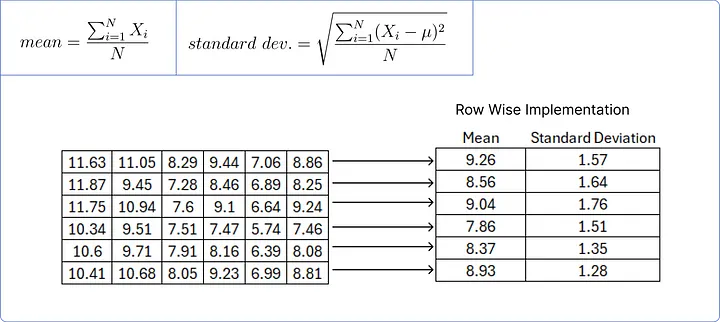 mean = \frac{\sum_{i=1}^{N} X_i}{N}
standard dev. = \sqrt{\frac{\sum_{i=1}^{N} (X_i - μ)^2}{N}}
Row Wise Implementation
Mean Standard Deviation
11.63 11.05 8.29 9.44 7.06 8.86 9.26 1.57
11.87 9.45 7.28 8.46 6.89 8.25 8.56 1.64
11.75 10.94 7.6 9.1 6.64 9.24 9.04 1.76
10.34 9.51 7.51 7.47 5.74 7.46 7.86 1.51
10.6 9.71 7.91 8.16 6.39 8.08 8.37 1.35
10.41 10.68 8.05 9.23 6.99 8.81 8.93 1.28